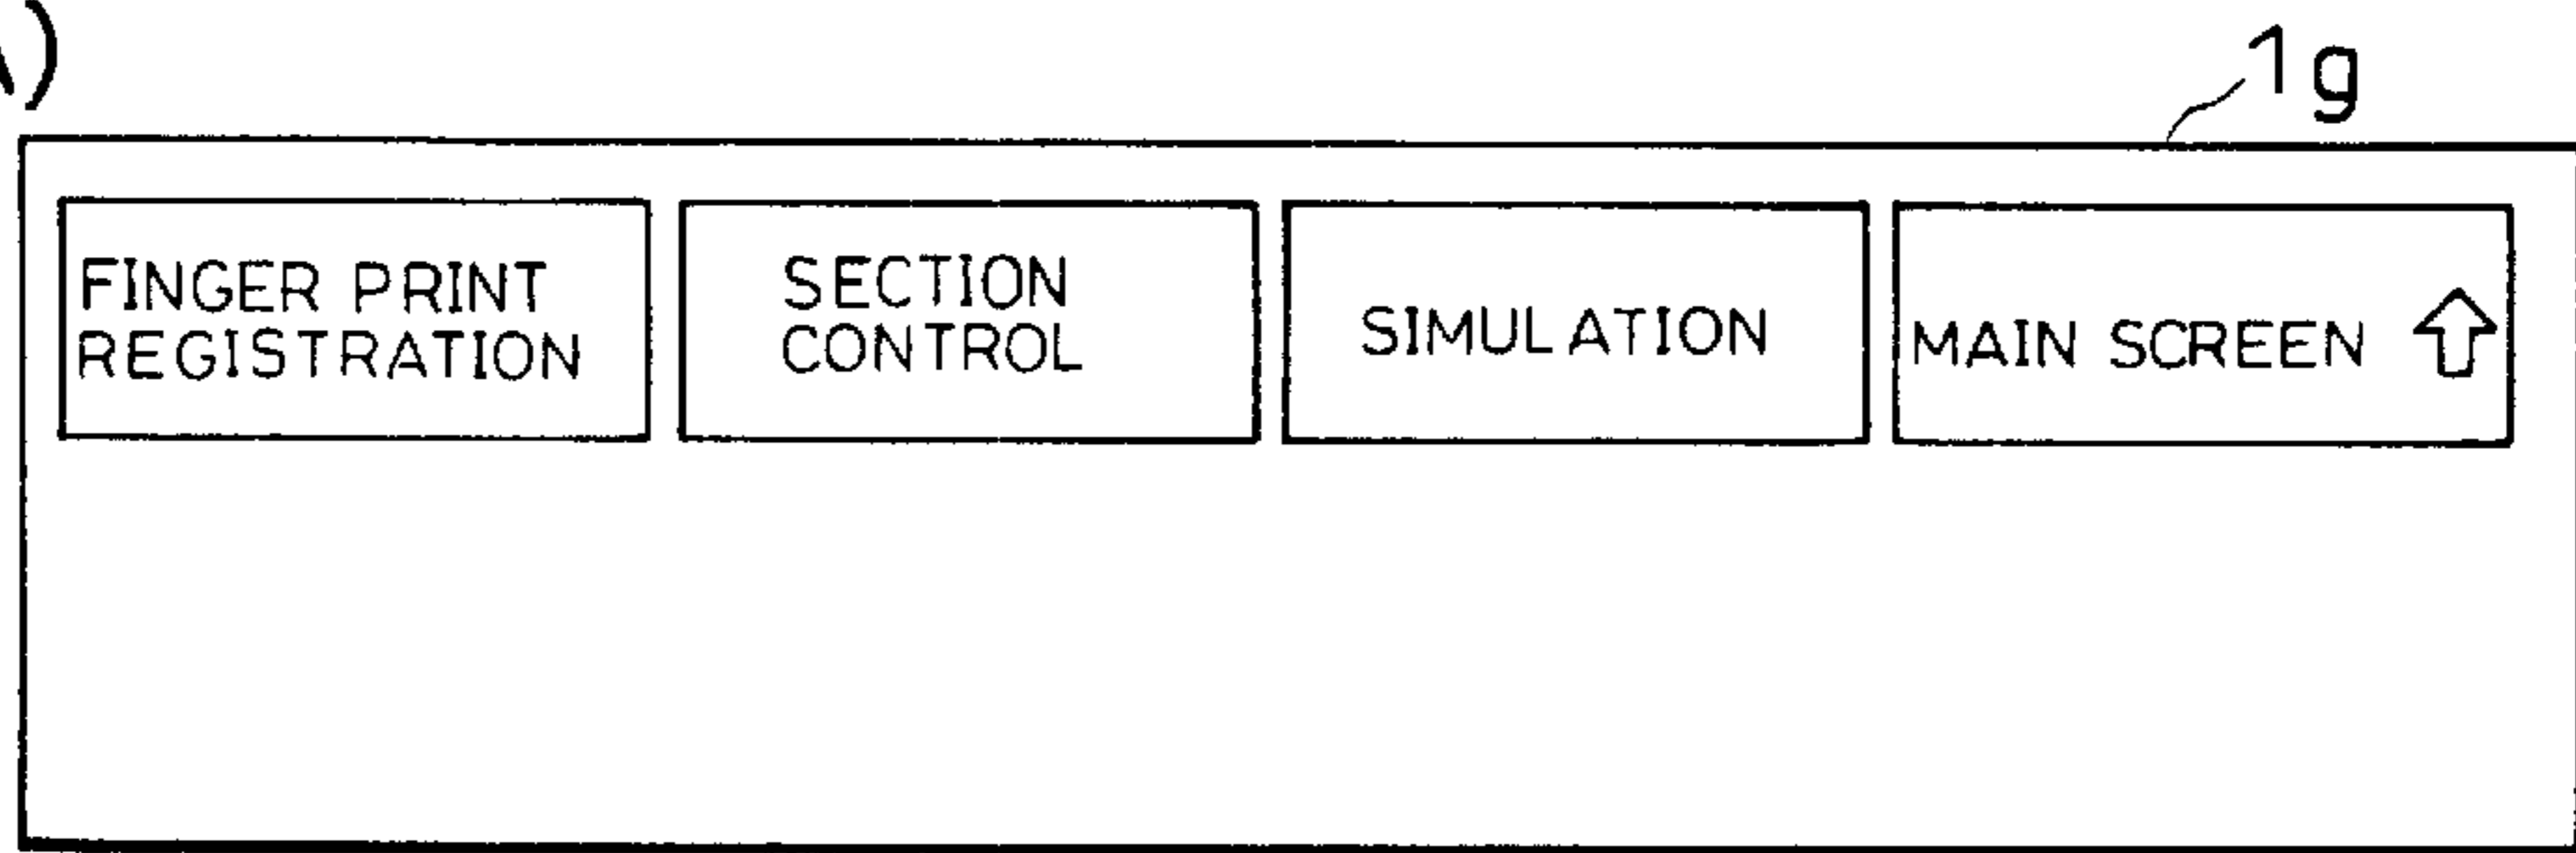 A)
1g
FINGER PRINT
REGISTRATION
SECTION
CONTROL
SIMULATION
MAIN SCREEN